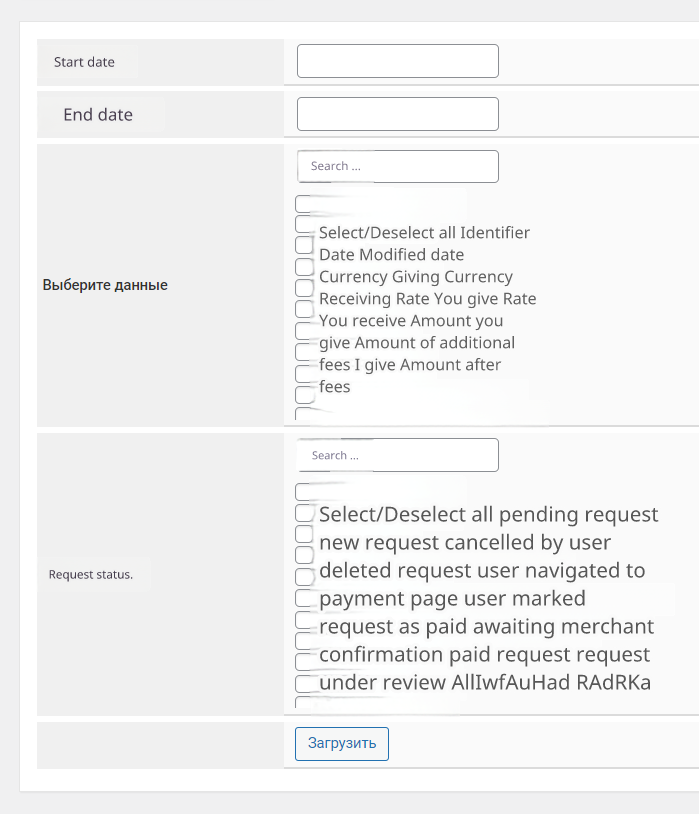 Start date
End date
Search ...
Select/Deselect all Identifier
Date Modified date
Currency Giving Currency
Выберите данные
Receiving Rate You give Rate
You receive Amount you
give Amount of additional
fees I give Amount after
fees
Search ...
Select/Deselect all pending request
new request cancelled by user
deleted request user navigated to
Request status.
payment page user marked
request as paid awaiting merchant
confirmation paid request request
under review AllIwfAuHad RAdRKa
Загрузить